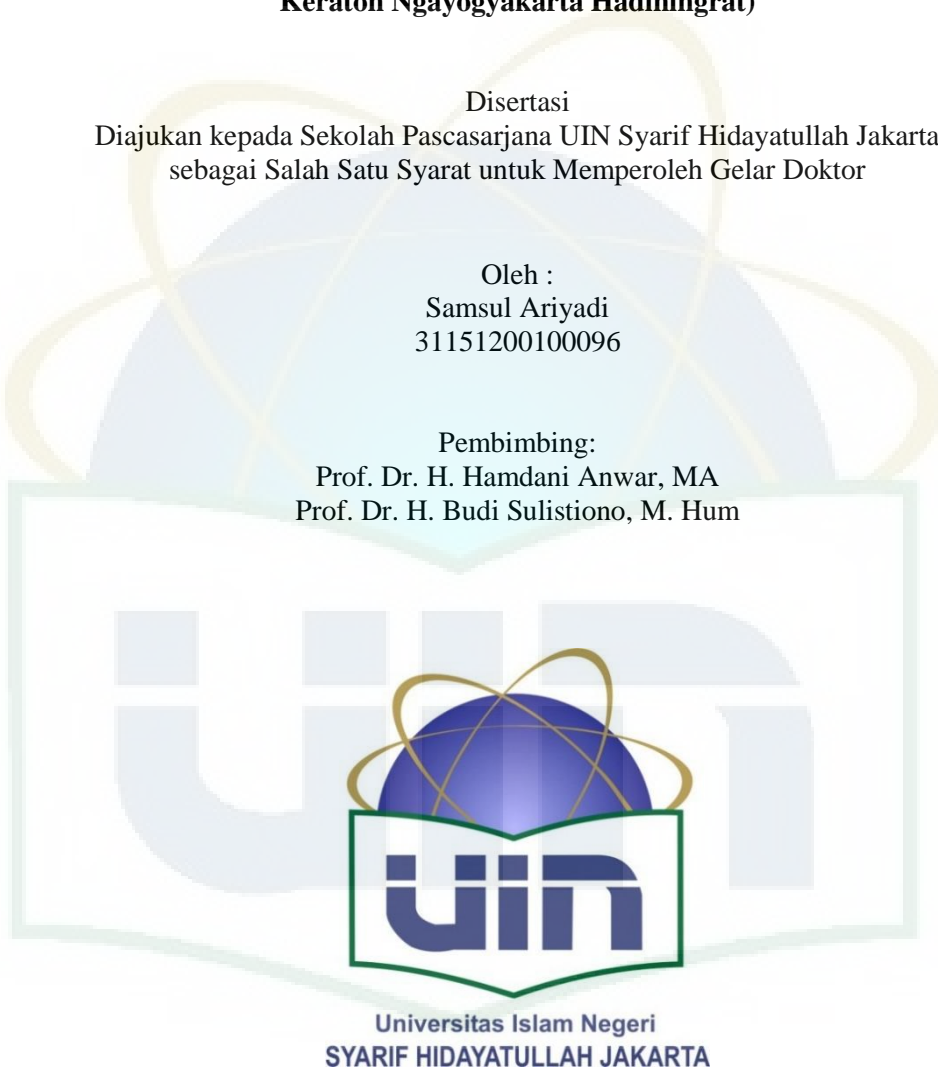 Keraton Ngayogyakarta Hadiningrat)
Disertasi
Diajukan kepada Sekolah Pascasarjana UIN Syarif Hidayatullah Jakarta
sebagai Salah Satu Syarat untuk Memperoleh Gelar Doktor
Oleh :
Samsul Ariyadi
31151200100096
Pembimbing:
Prof. Dr. H. Hamdani Anwar, MA
Prof. Dr. H. Budi Sulistiono, M. Hum
uin
uin
Universitas Islam Negeri
SYARIF HIDAYATULLAH JAKARTA